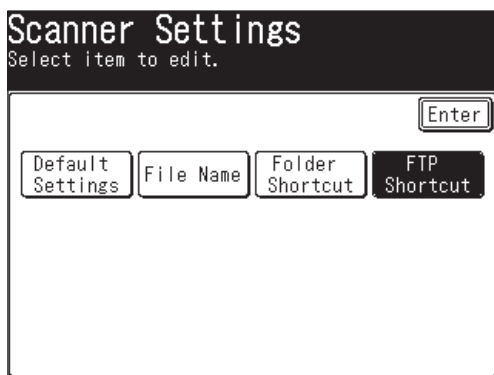 Scanner Settings
Select item to edit.
Enter
Default Settings
File Name
Folder Shortcut
FTP Shortcut